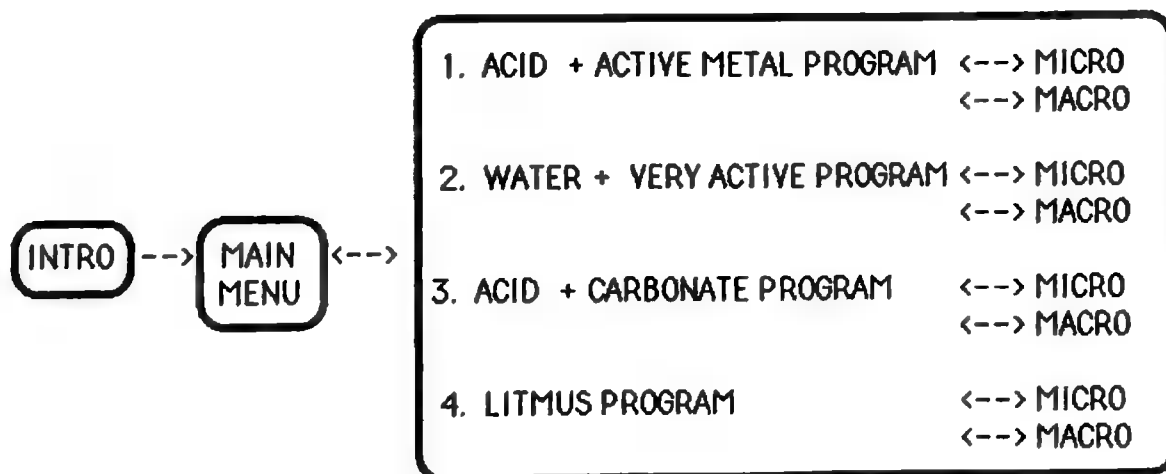 1. ACID + ACTIVE METAL PROGRAM <--> MICRO
<--> MACRO
2. WATER + VERY ACTIVE PROGRAM <--> MICRO
<--> MACRO
INTRO --> MAIN MENU <-->
3. ACID + CARBONATE PROGRAM <--> MICRO
<--> MACRO
4. LITMUS PROGRAM <--> MICRO
<--> MACRO